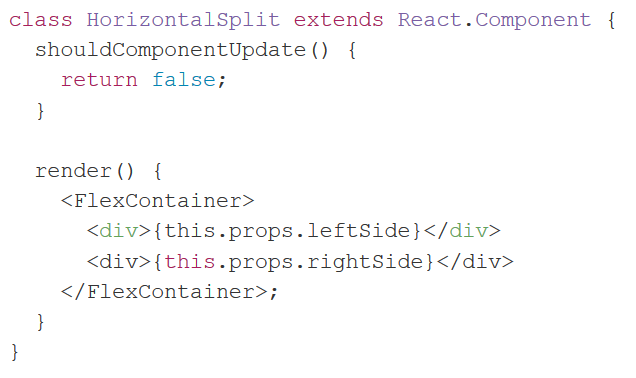 class HorizontalSplit extends React.Component {
  shouldComponentUpdate() {
    return false;
  }

  render() {
    <FlexContainer>
      <div>{this.props.leftSide}</div>
      <div>{this.props.rightSide}</div>
    </FlexContainer>;
  }
}